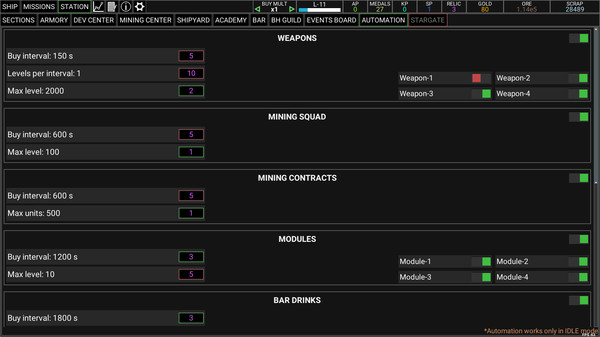 SHIP MISSIONS STATION BUY MULT x1 L-11 AP 0 MEDALS 27 KP 0 SP 1 RELIC 3 GOLD 80 ORE 1.14e5 SCRAP 28489
SECTIONS ARMORY DEV CENTER MINING CENTER SHIPYARD ACADEMY BAR BH GUILD EVENTS BOARD AUTOMATION STARGATE
WEAPONS
Buy interval: 150 s 5
Levels per interval: 1 10 Weapon-1 Weapon-2
Max level: 2000 2 Weapon-3 Weapon-4
MINING SQUAD
Buy interval: 600 s 5
Max level: 100 1
MINING CONTRACTS
Buy interval: 600 s 5
Max units: 500 1
MODULES
Buy interval: 1200 s 3 Module-1 Module-2
Max level: 10 5 Module-3 Module-4
BAR DRINKS
Buy interval: 1800 s 3
*Automation works only in IDLE mode